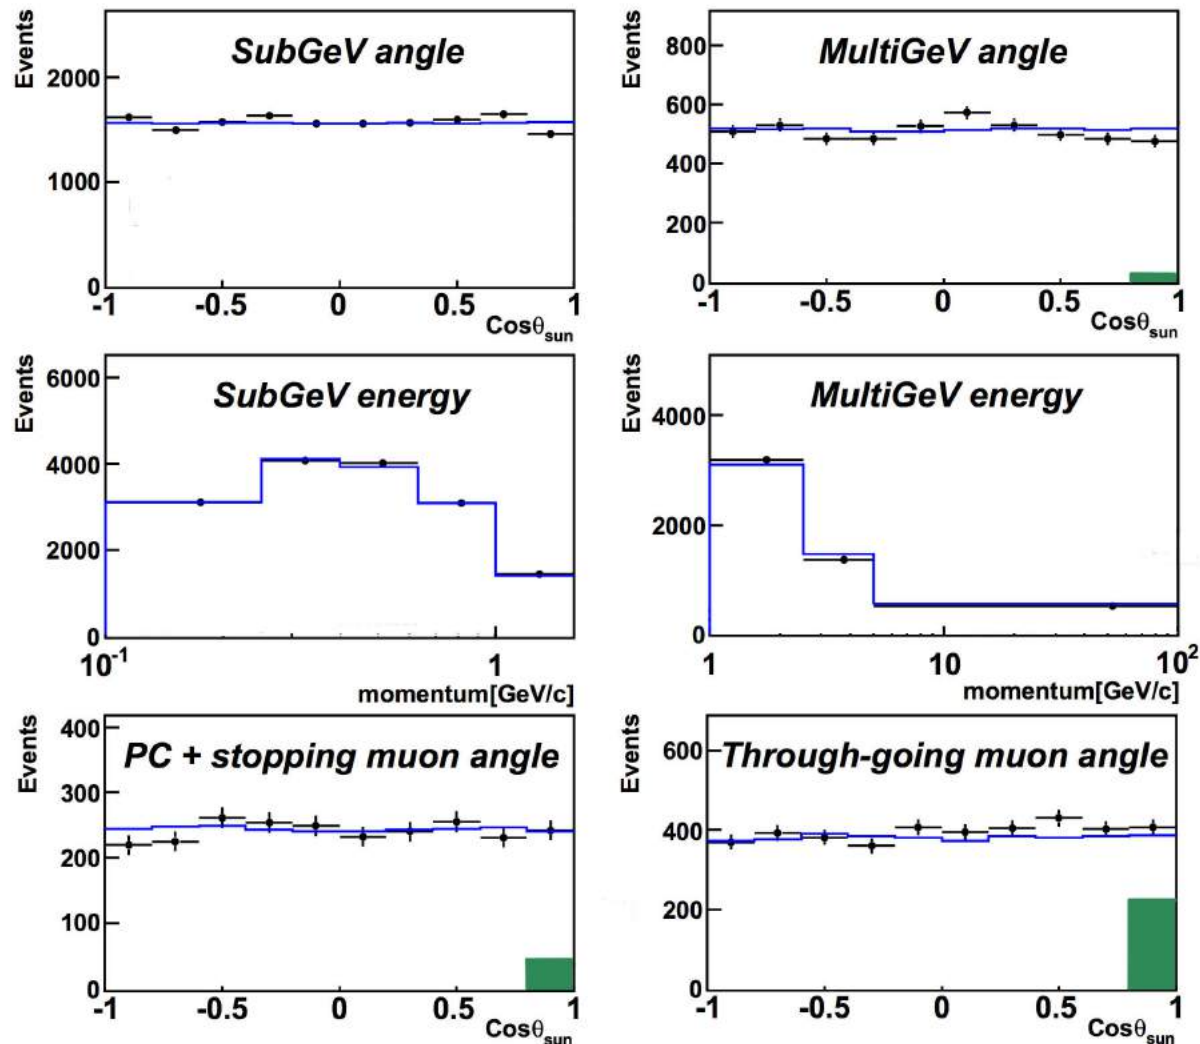 SubGeV angle
Events
2000
1000
0
-1 -0.5 0 0.5 1
Cosθsun
MultiGeV angle
Events
800
600
400
200
0
-1 -0.5 0 0.5 1
Cosθsun
SubGeV energy
Events
6000
4000
2000
0
10-1 1
momentum[GeV/c]
MultiGeV energy
Events
4000
2000
0
1 10 102
momentum[GeV/c]
PC + stopping muon angle
Events
400
300
200
100
0
-1 -0.5 0 0.5 1
Cosθsun
Through-going muon angle
Events
600
400
200
0
-1 -0.5 0 0.5 1
Cosθsun